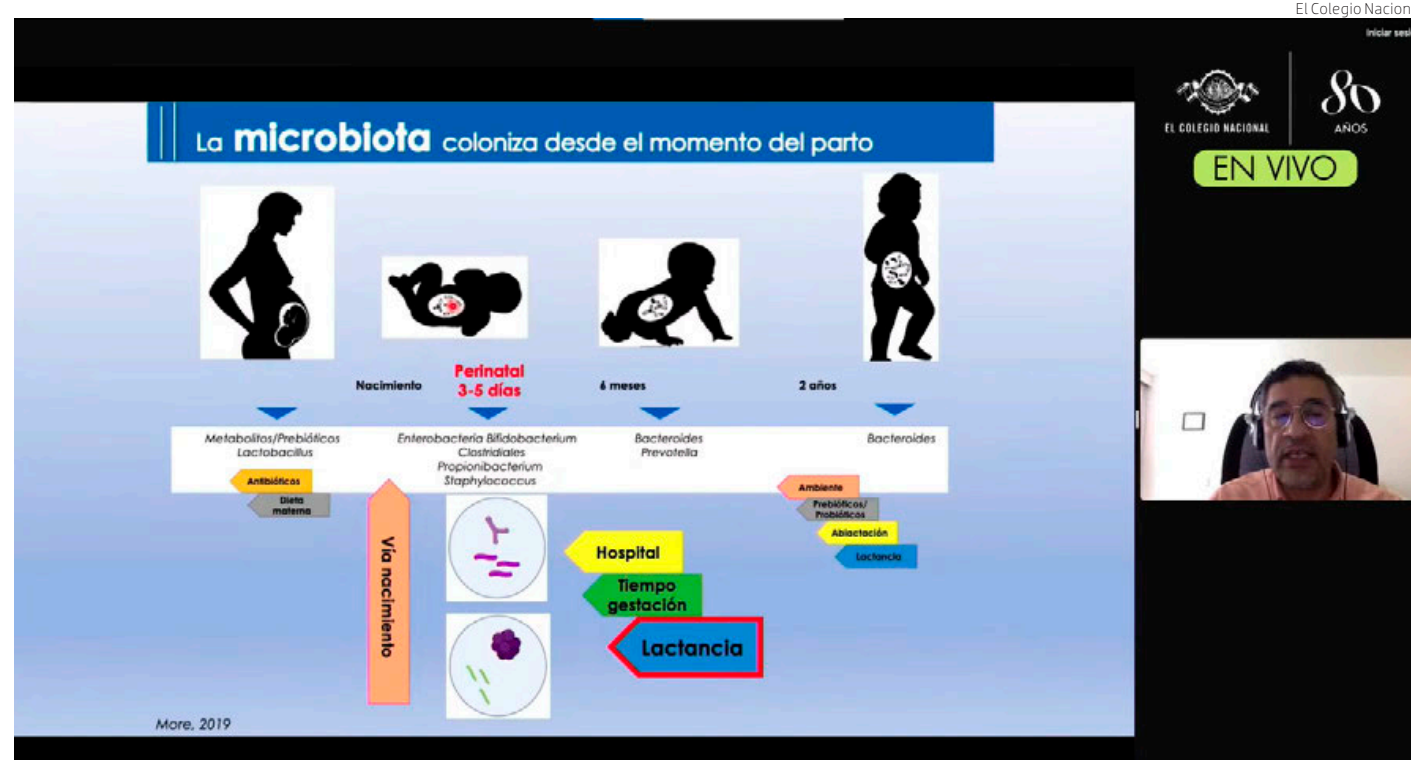 El Colegio Nacion
Iniciar sesi
EL COLEGIO NACIONAL
80
AÑOS
EN VIVO
La microbiota coloniza desde el momento del parto
Nacimiento
Perinatal
3-5 días
6 meses
2 años
Metabolitos/Prebióticos
Lactobacillus
Enterobacteria Bifidobacterium
Clostridiales
Propionibacterium
Staphylococcus
Bacteroides
Prevotella
Bacteroides
Antibióticos
Dieta
materna
Vía nacimiento
Hospital
Tiempo
gestación
Lactancia
Ambiente
Prebióticos/
Probióticos
Ablactación
Lactancia
More, 2019